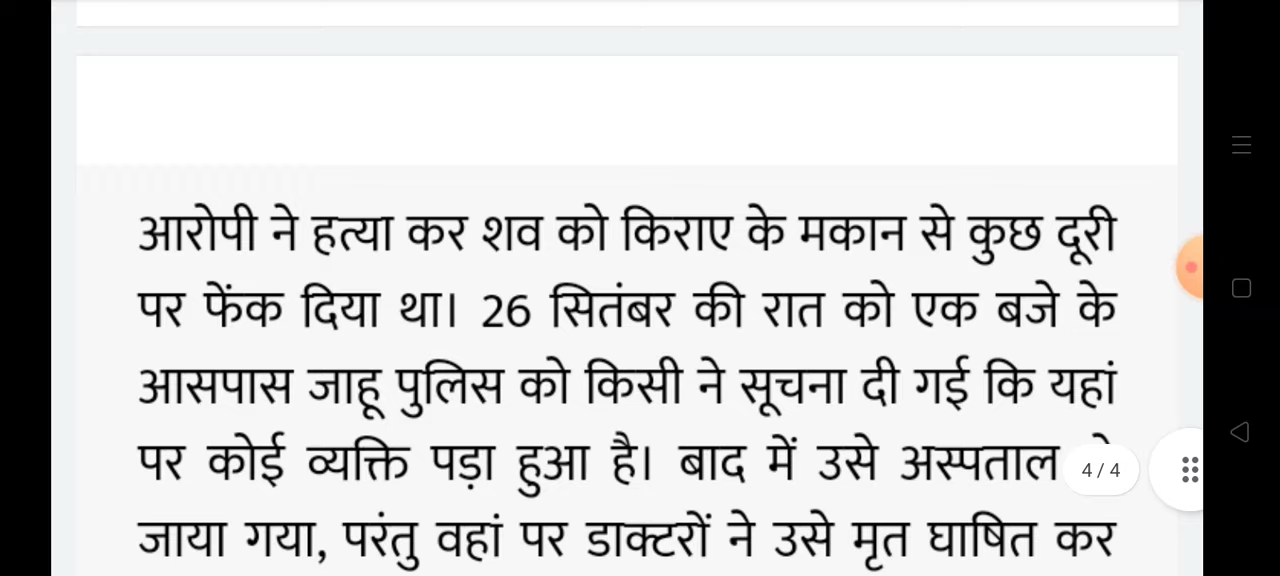 आरोपी ने हत्या कर शव को किराए के मकान से कुछ दूरी
पर फेंक दिया था। 26 सितंबर की रात को एक बजे के
आसपास जाहू पुलिस को किसी ने सूचना दी गई कि यहां
पर कोई व्यक्ति पड़ा हुआ है। बाद में उसे अस्पताल
4 / 4
जाया गया, परंतु वहां पर डाक्टरों ने उसे मृत घाषित कर